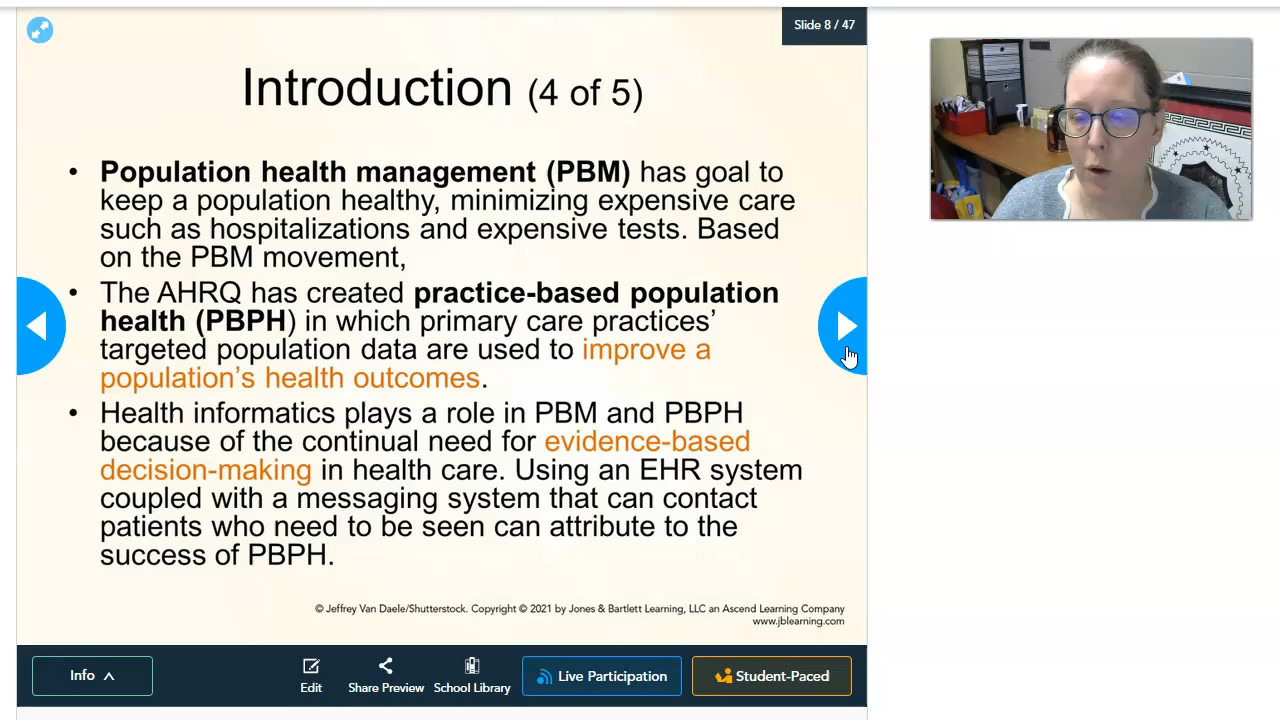 Slide 8 / 47
Introduction (4 of 5)
• Population health management (PBM) has goal to
keep a population healthy, minimizing expensive care
such as hospitalizations and expensive tests. Based
on the PBM movement,
• The AHRQ has created practice-based population
health (PBPH) in which primary care practices’
targeted population data are used to improve a
population’s health outcomes.
• Health informatics plays a role in PBM and PBPH
because of the continual need for evidence-based
decision-making in health care. Using an EHR system
coupled with a messaging system that can contact
patients who need to be seen can attribute to the
success of PBPH.
© Jeffrey Van Daele/Shutterstock. Copyright © 2021 by Jones & Bartlett Learning, LLC an Ascend Learning Company
www.jblearning.com
Info
Edit
Share Preview
School Library
Live Participation
Student-Paced